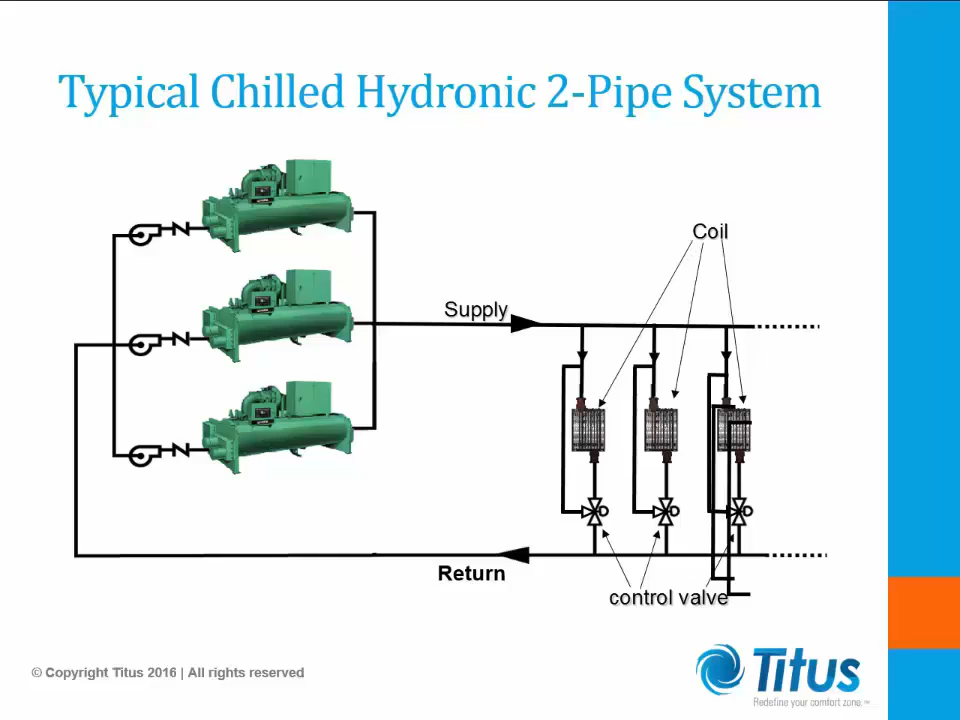 Typical Chilled Hydronic 2-Pipe System
Coil
Supply
Return
control valve
© Copyright Titus 2016 | All rights reserved
Titus
Redefine your comfort zone.™